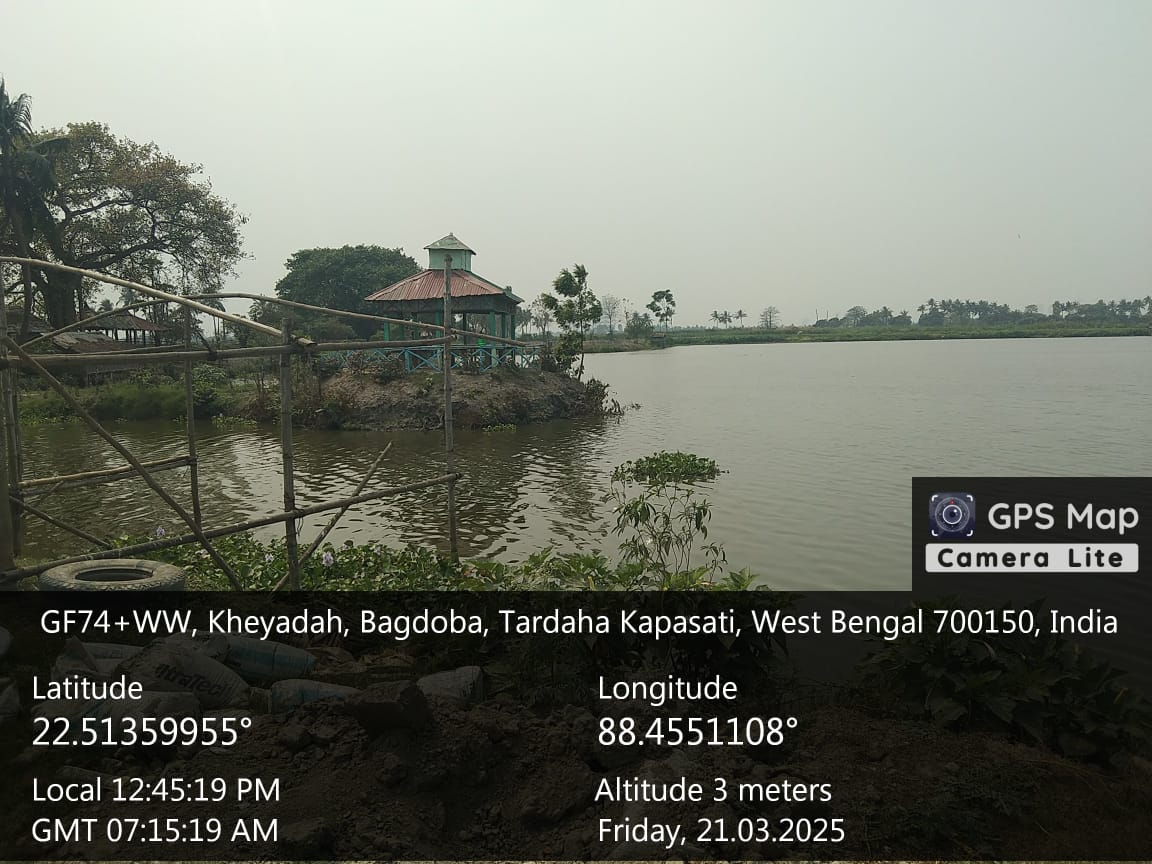 GPS Map
Camera Lite
GF74+WW, Kheyadah, Bagdoba, Tardaha Kapasati, West Bengal 700150, India
Latitude
22.51359955°
Longitude
88.4551108°
Local 12:45:19 PM
GMT 07:15:19 AM
Altitude 3 meters
Friday, 21.03.2025
UltraTech